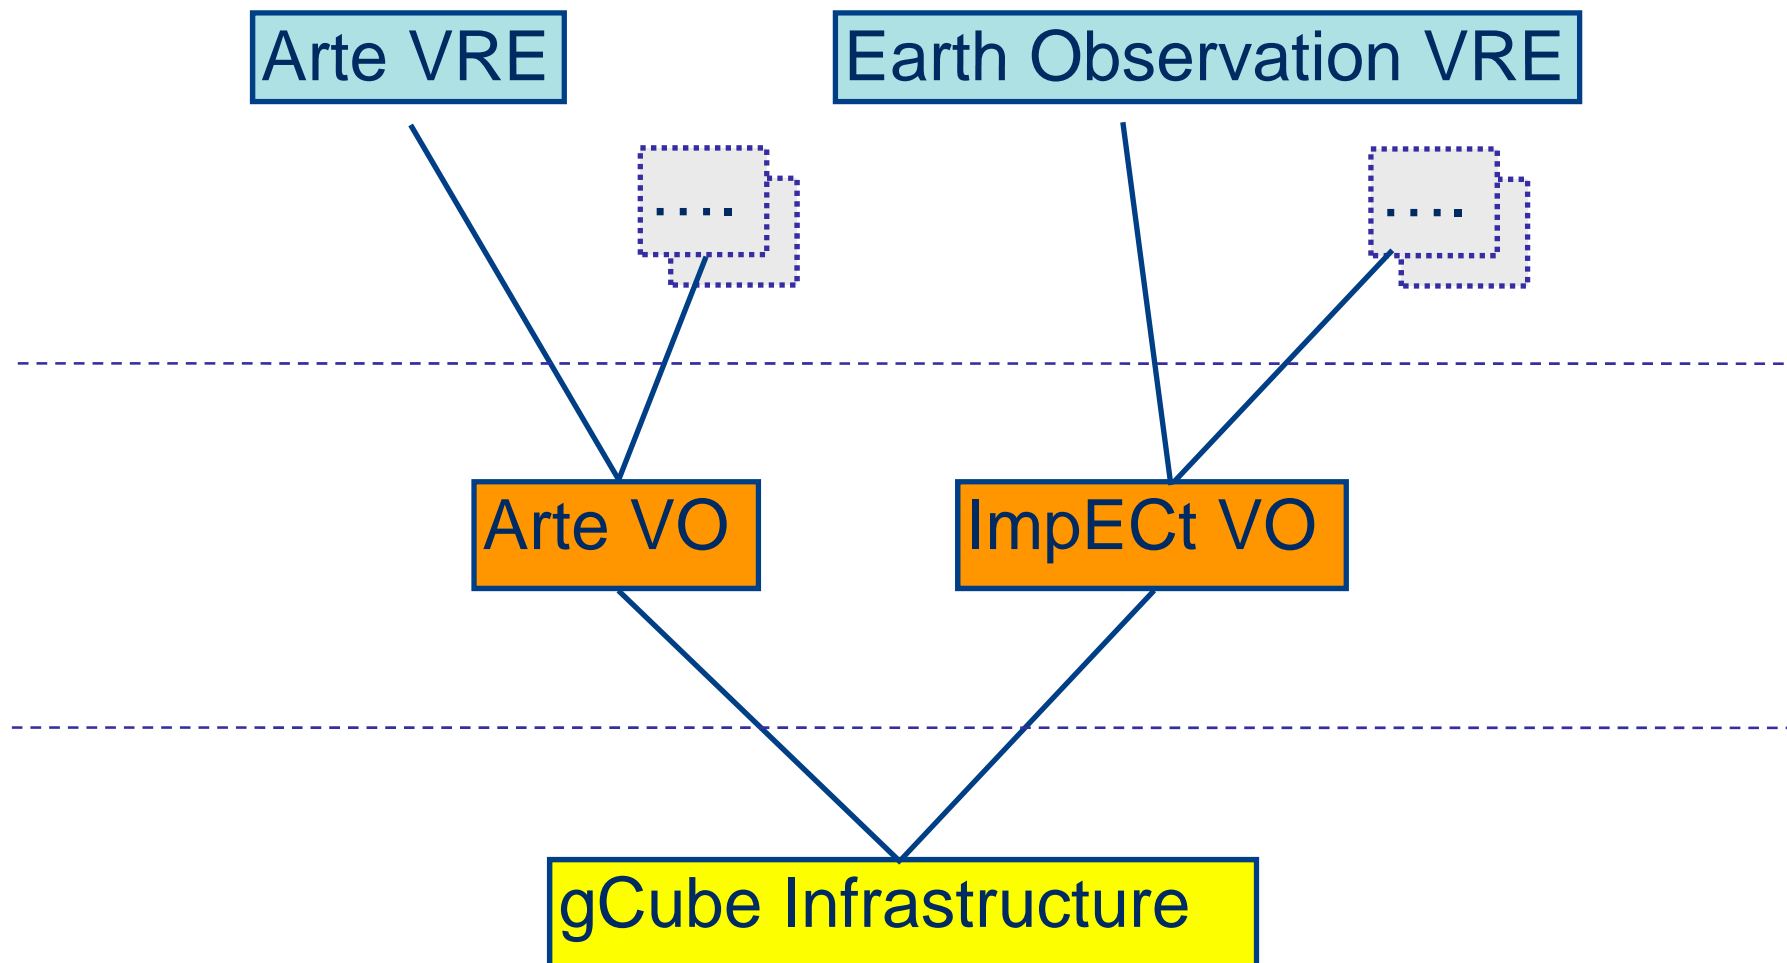 Arte VRE
Earth Observation VRE
....
....
Arte VO
ImpECt VO
gCube Infrastructure